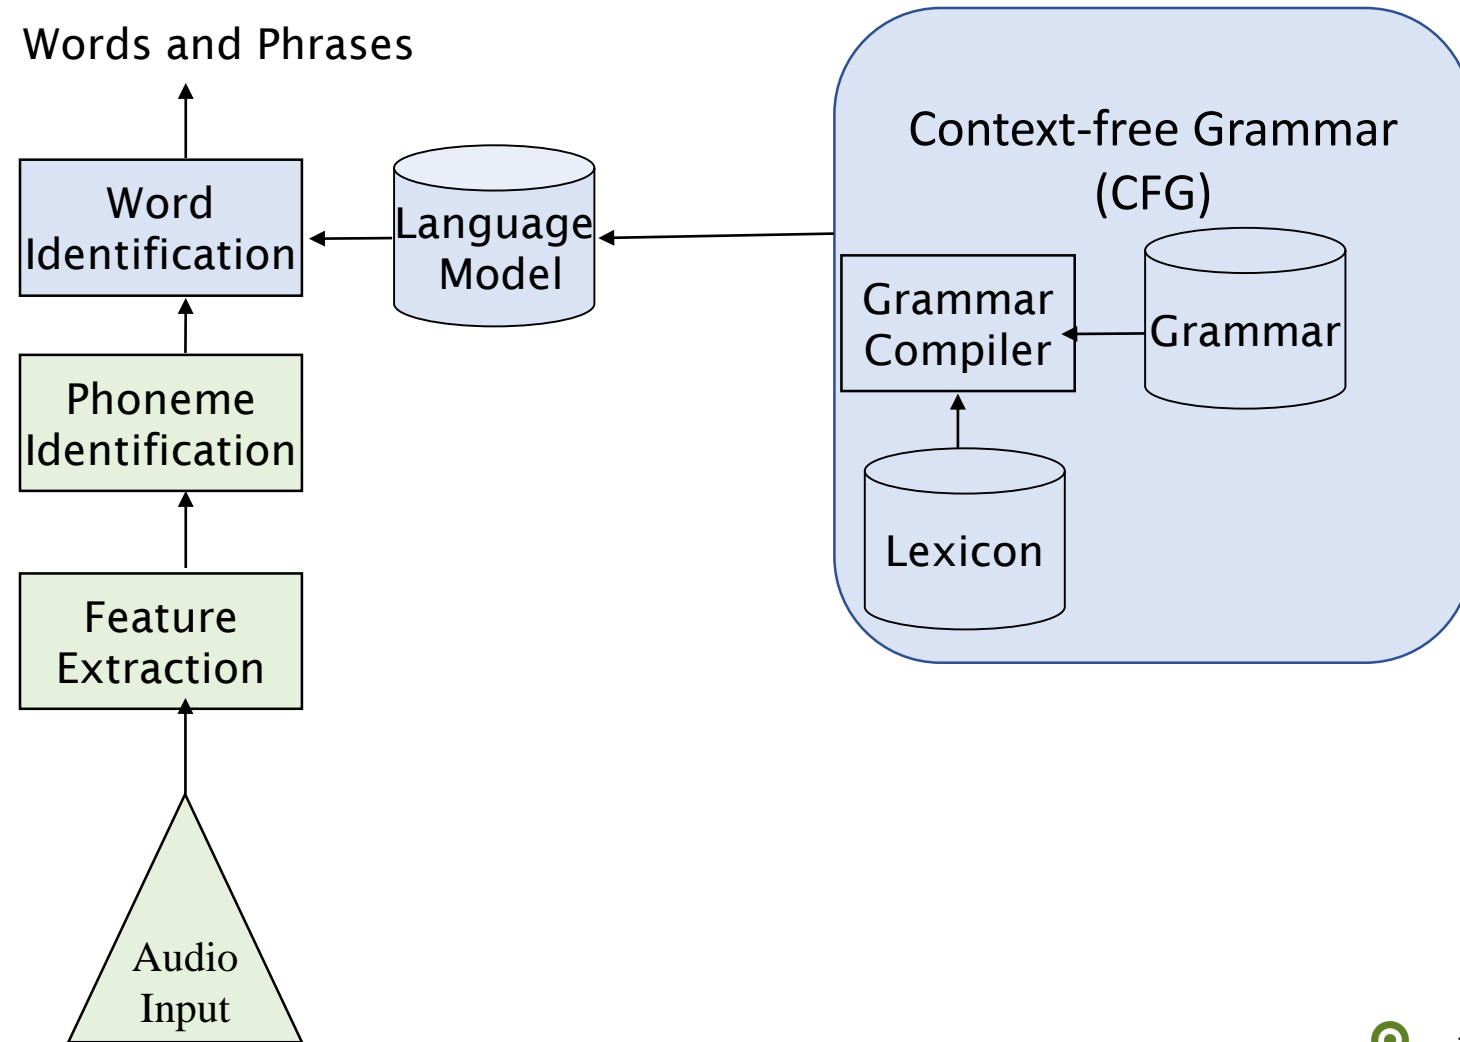 Words and Phrases
Context-free Grammar
(CFG)
Word
Identification
Language
Model
Grammar
Compiler
Grammar
Phoneme
Identification
Lexicon
Feature
Extraction
Audio
Input